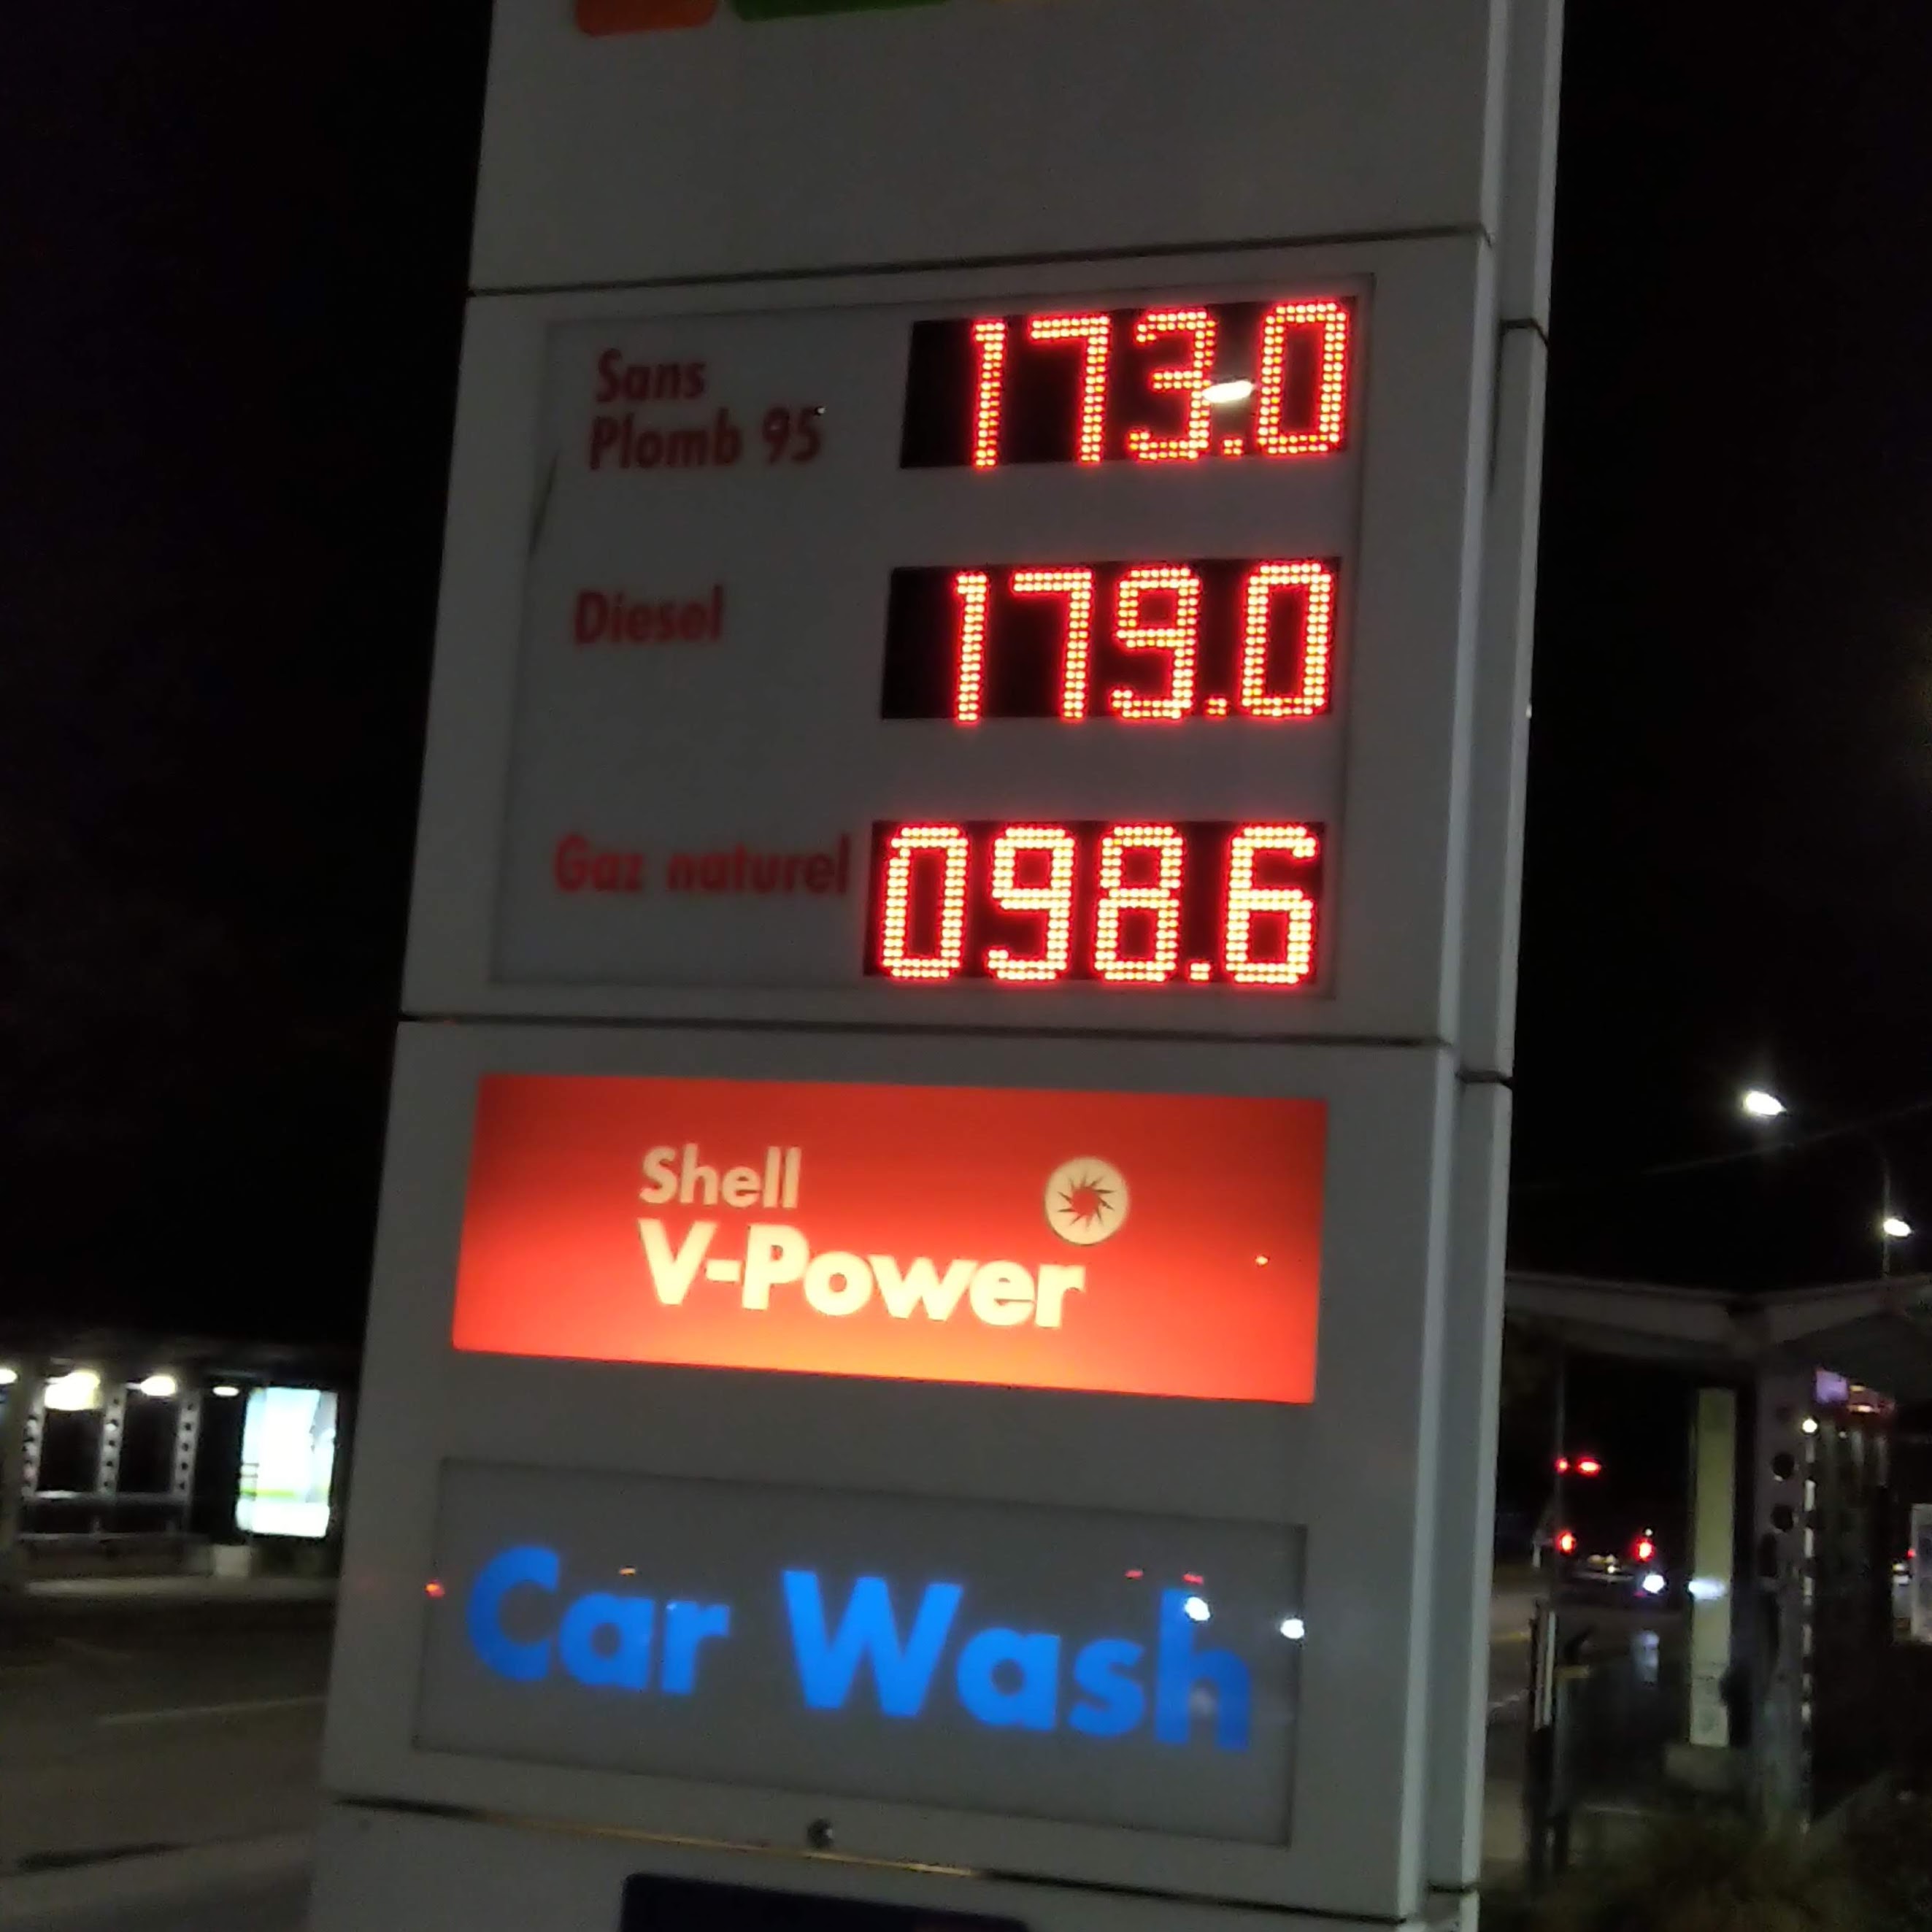 Sans
Plomb 95 173.0
Diesel 179.0
Gaz naturel 098.6
Shell
V-Power
Car Wash